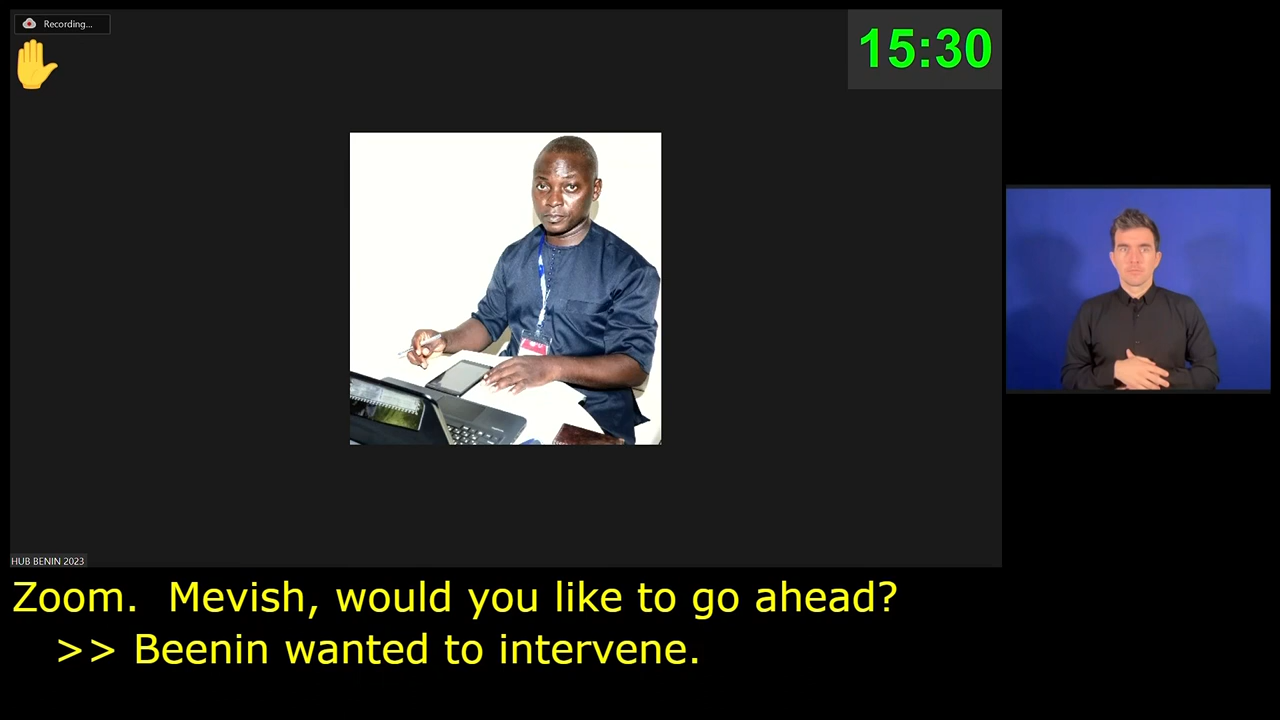 Recording...
15:30
HUB BENIN 2023
Zoom.  Mevish, would you like to go ahead?
>> Beenin wanted to intervene.